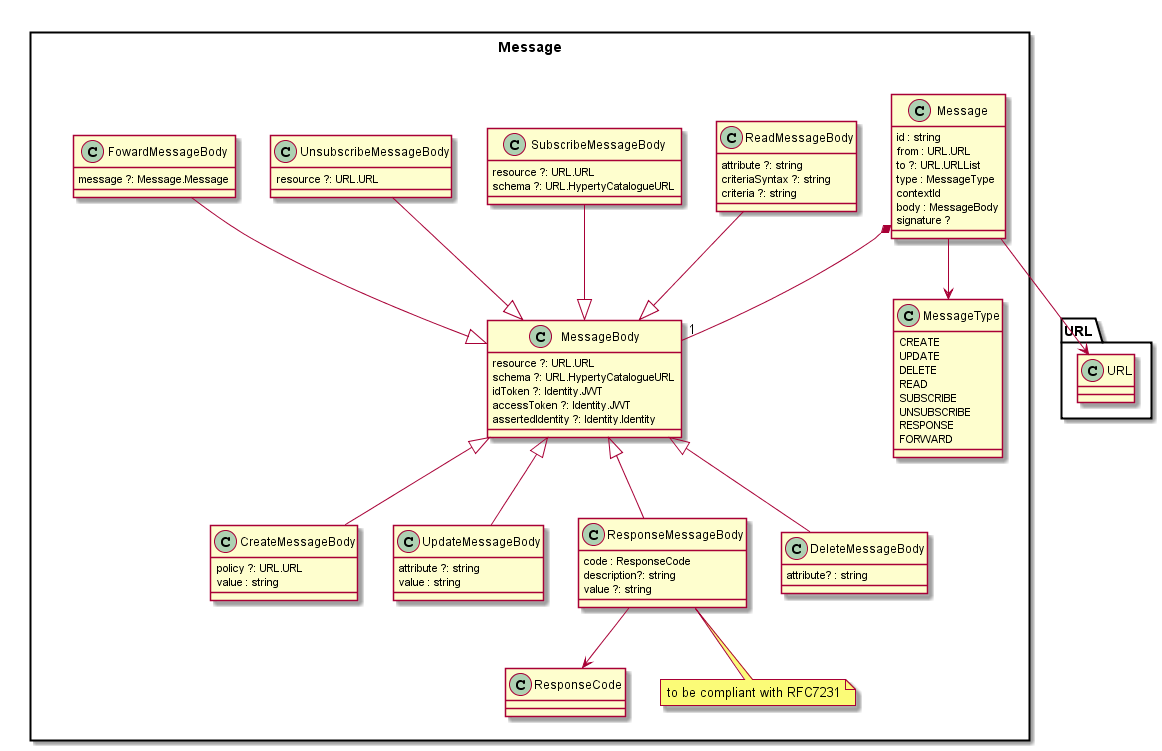 Message
C Message
id : string
from : URL.URL
to ?: URL.URLList
type : MessageType
contextId
body : MessageBody
signature ?
C ReadMessageBody
attribute ?: string
criteriaSyntax ?: string
criteria ?: string
C SubscribeMessageBody
resource ?: URL.URL
schema ?: URL.HypertyCatalogueURL
C UnsubscribeMessageBody
resource ?: URL.URL
C FowardMessageBody
message ?: Message.Message
1
C MessageBody
resource ?: URL.URL
schema ?: URL.HypertyCatalogueURL
idToken ?: Identity.JWT
accessToken ?: Identity.JWT
assertedIdentity ?: Identity.Identity
C MessageType
CREATE
UPDATE
DELETE
READ
SUBSCRIBE
UNSUBSCRIBE
RESPONSE
FORWARD
URL
C URL
C CreateMessageBody
policy ?: URL.URL
value : string
C UpdateMessageBody
attribute ?: string
value : string
C ResponseMessageBody
code : ResponseCode
description?: string
value ?: string
C DeleteMessageBody
attribute? : string
C ResponseCode
to be compliant with RFC7231